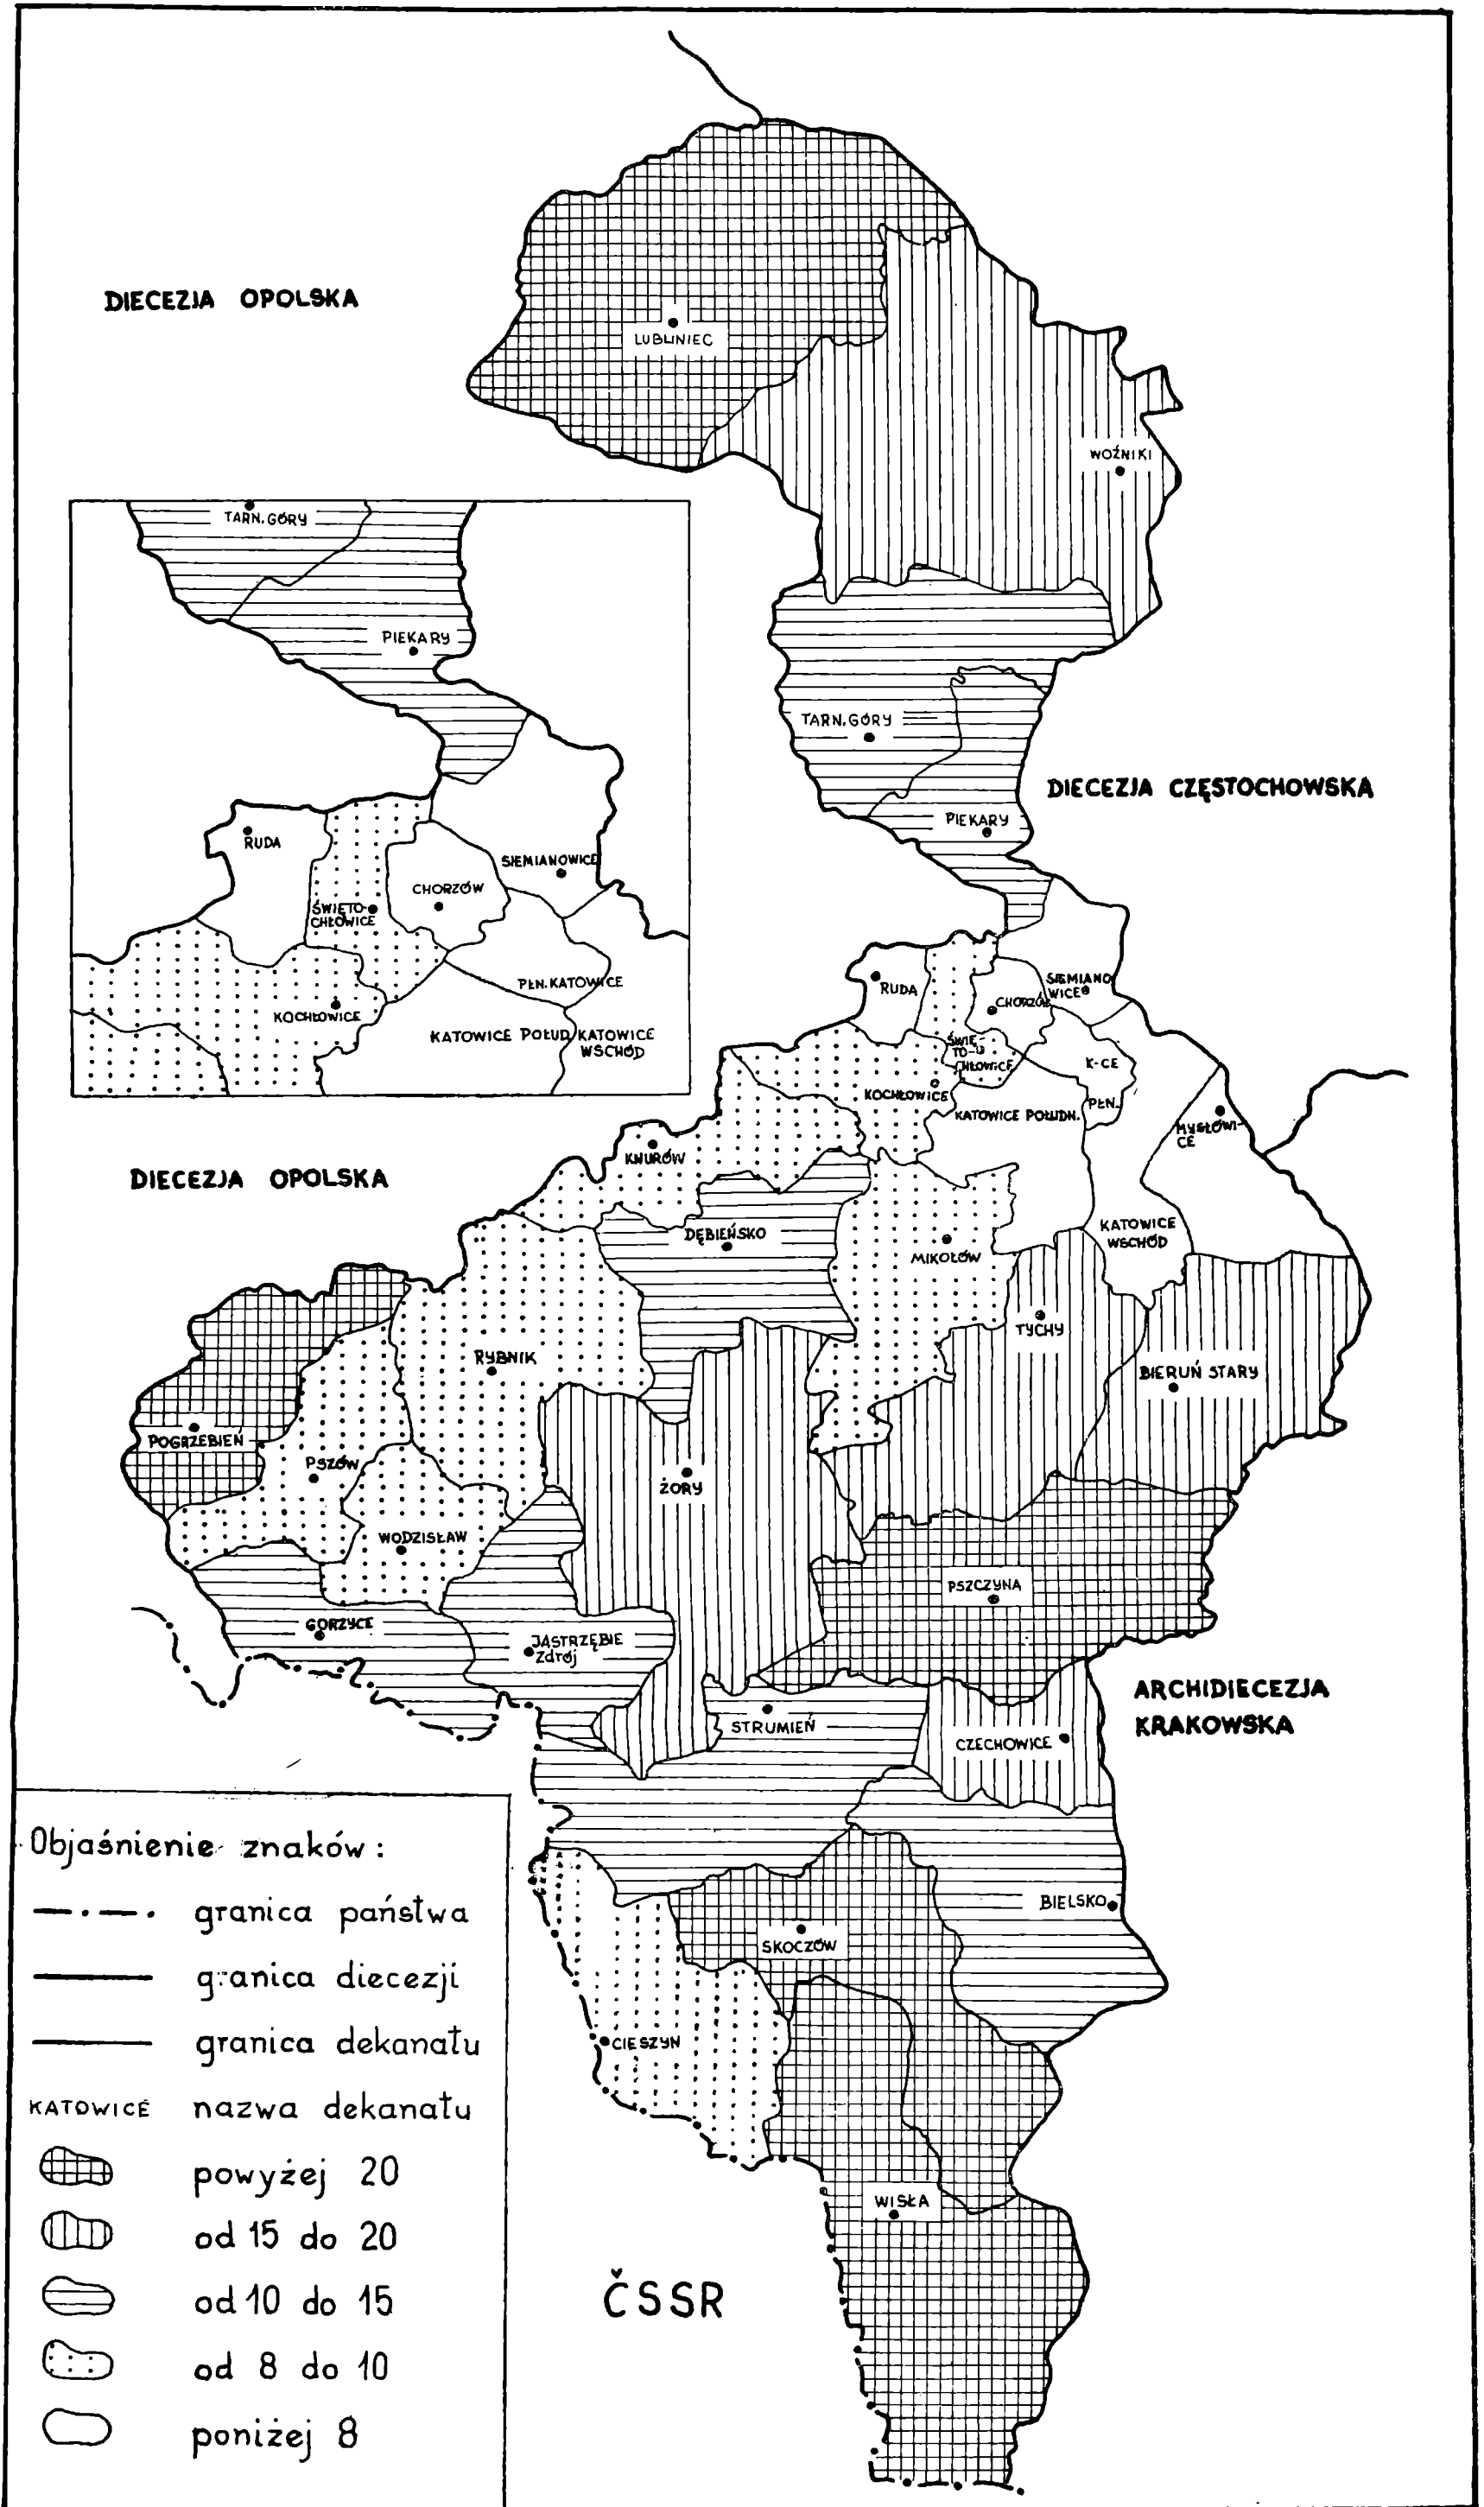 DIECEZJA OPOLSKA
LUBLINIEC
WOŹNIKI
TARN. GÓRY
PIEKARY
RUDA
SIEMIANOWICE
CHORZÓW
ŚWIĘTO-
CHŁOWICE
PŁN. KATOWICE
KOCHŁOWICE
KATOWICE POŁUD.
KATOWICE
WSCHÓD
TARN. GÓRY
DIECEZJA CZĘSTOCHOWSKA
PIEKARY
RUDA
SIEMIANO
WICE
CHORZÓW
ŚWIĘ-
TO-
CHŁOWICE
K-CE
PŁN.
KOCHŁOWICE
KATOWICE POŁUDN.
MYSŁOWI-
CE
KNURÓW
DIECEZJA OPOLSKA
DĘBIEŃSKO
MIKOŁÓW
KATOWICE
WSCHÓD
TYCHY
RYBNIK
BIERUŃ STARY
POGRZEBIEŃ
PSZÓW
ŻORY
WODZISŁAW
PSZCZYNA
GORZYCE
JASTRZĘBIE
Zdrój
ARCHIDIECEZJA
KRAKOWSKA
STRUMIEŃ
CZECHOWICE
BIELSKO
SKOCZÓW
CIESZYN
WISŁA
ČSSR
Objaśnienie znaków:
granica państwa
granica diecezji
granica dekanatu
KATOWICE nazwa dekanatu
powyżej 20
od 15 do 20
od 10 do 15
od 8 do 10
poniżej 8